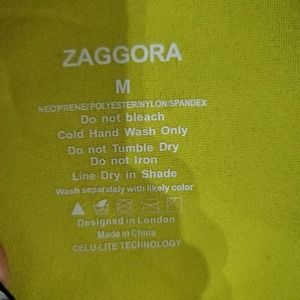 ZAGGORA
M
NEOPRENE/POLYESTER/NYLON/SPANDEX
Do not bleach
Cold Hand Wash Only
Do not Tumble Dry
Do not Iron
Line Dry in Shade
Wash separately with likely color
Designed in London
Made in China
CELU-LITE TECHNOLOGY